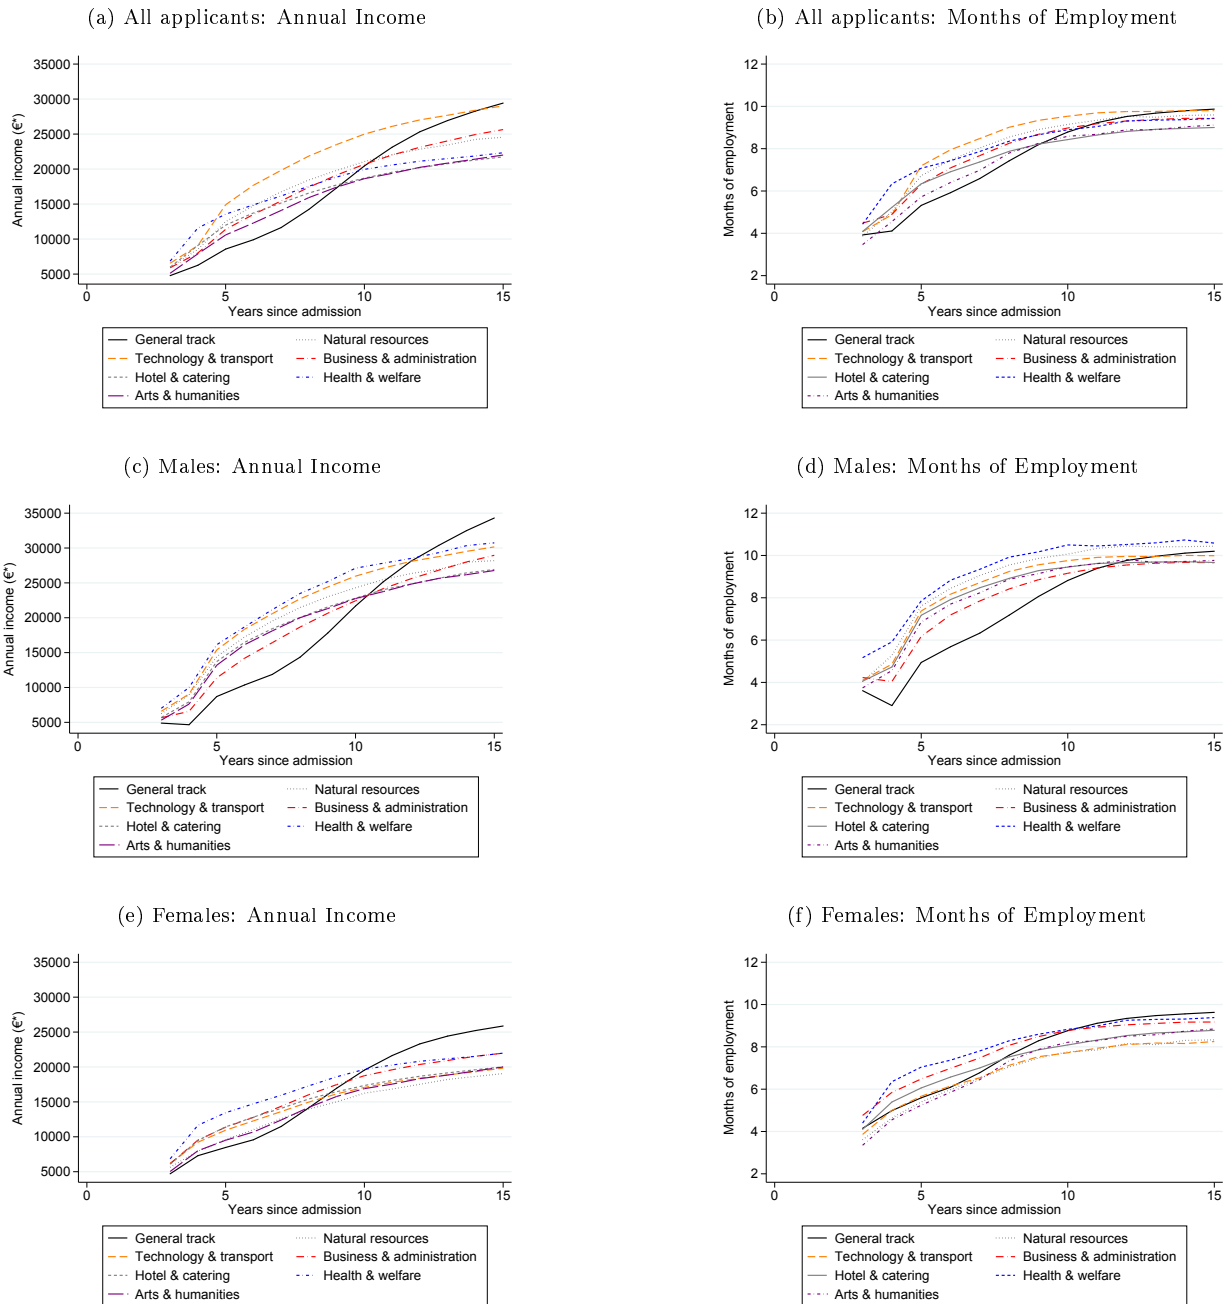 (a) All applicants: Annual Income
35000
30000
25000
20000
15000
10000
5000
Annual income (€*)
0 5 10 15
Years since admission
General track Natural resources
Technology & transport Business & administration
Hotel & catering Health & welfare
Arts & humanities
(b) All applicants: Months of Employment
12
10
8
6
4
2
Months of employment
0 5 10 15
Years since admission
General track Natural resources
Technology & transport Business & administration
Hotel & catering Health & welfare
Arts & humanities
(c) Males: Annual Income
35000
30000
25000
20000
15000
10000
5000
Annual income (€*)
0 5 10 15
Years since admission
General track Natural resources
Technology & transport Business & administration
Hotel & catering Health & welfare
Arts & humanities
(d) Males: Months of Employment
12
10
8
6
4
2
Months of employment
0 5 10 15
Years since admission
General track Natural resources
Technology & transport Business & administration
Hotel & catering Health & welfare
Arts & humanities
(e) Females: Annual Income
35000
30000
25000
20000
15000
10000
5000
Annual income (€*)
0 5 10 15
Years since admission
General track Natural resources
Technology & transport Business & administration
Hotel & catering Health & welfare
Arts & humanities
(f) Females: Months of Employment
12
10
8
6
4
2
Months of employment
0 5 10 15
Years since admission
General track Natural resources
Technology & transport Business & administration
Hotel & catering Health & welfare
Arts & humanities